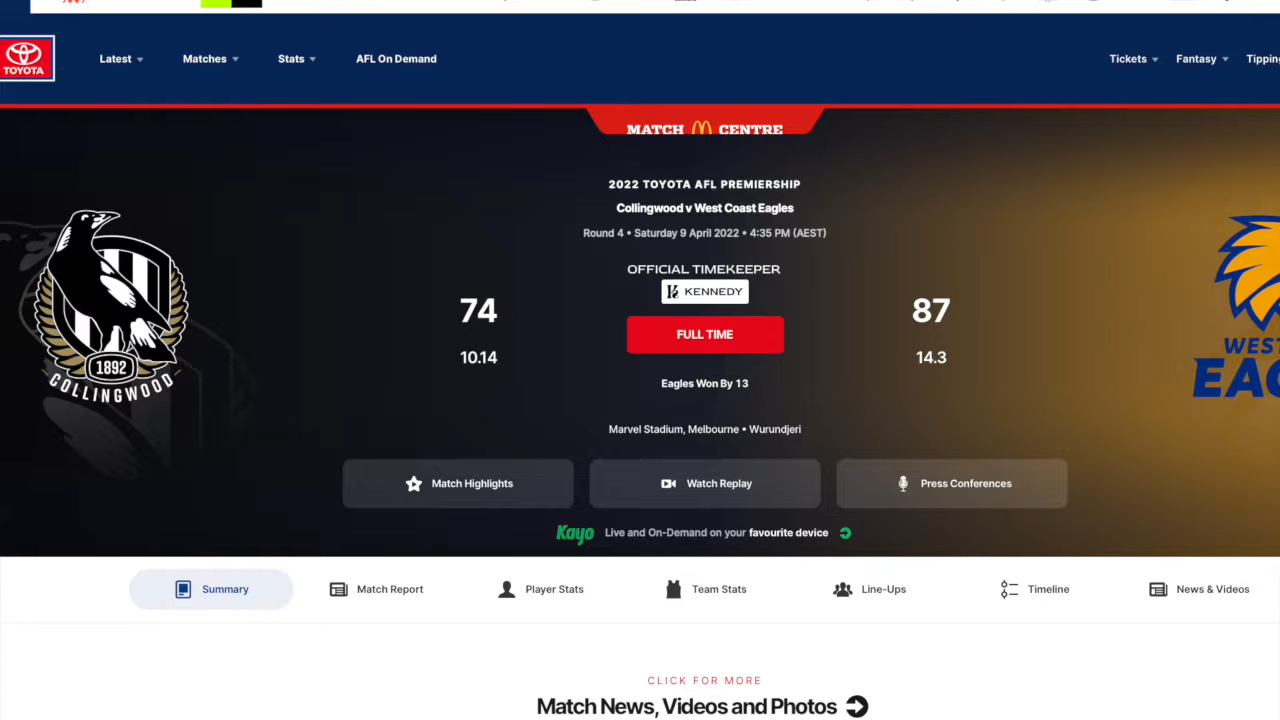 TOYOTA
Latest Matches Stats AFL On Demand Tickets Fantasy
MATCH CENTRE
2022 TOYOTA AFL PREMIERSHIP
Collingwood v West Coast Eagles
Round 4 • Saturday 9 April 2022 • 4:35 PM (AEST)
OFFICIAL TIMEKEEPER
KENNEDY
74 87
FULL TIME
10.14 14.3
Eagles Won By 13
1892
COLLINGWOOD
WEST
Marvel Stadium, Melbourne • Wurundjeri
Match Highlights Watch Replay Press Conferences
Kayo Live and On-Demand on your favourite device
Summary Match Report Player Stats Team Stats Line-Ups Timeline News & Videos
CLICK FOR MORE
Match News, Videos and Photos